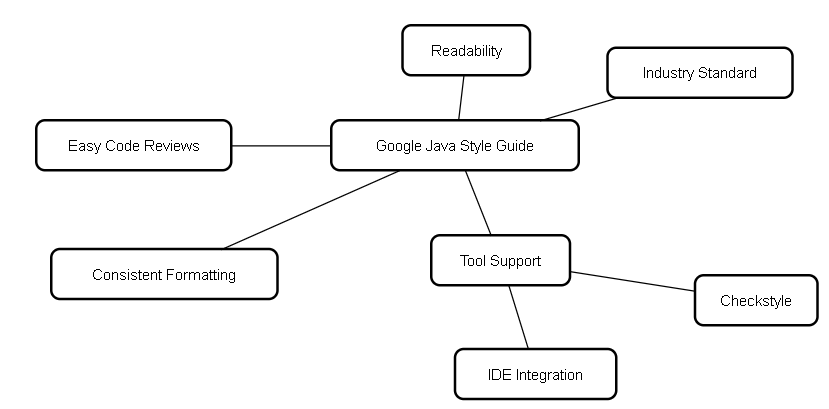 Readability
Industry Standard
Easy Code Reviews
Google Java Style Guide
Tool Support
Consistent Formatting
Checkstyle
IDE Integration